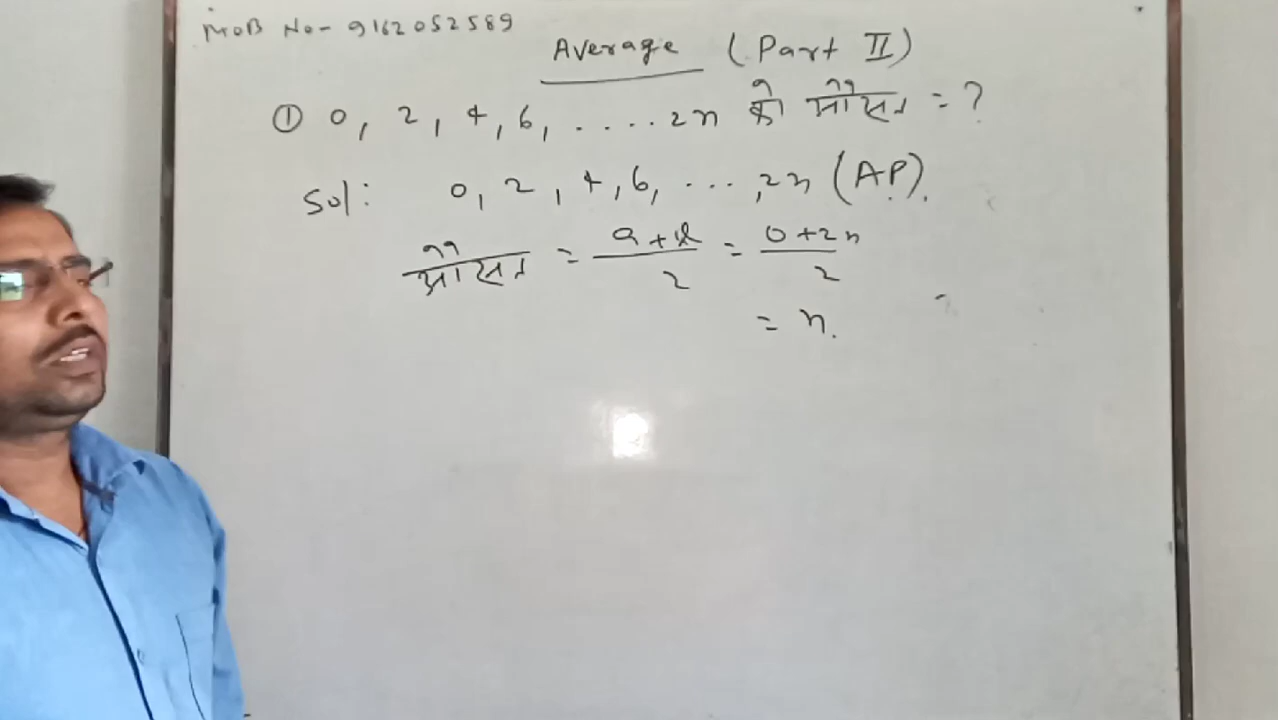 MOB No- 9162052589
Average (Part II)
① 0, 2, 4, 6, ..... 2n का औसत = ?
Sol: 0, 2, 4, 6, ..., 2n (A.P).
औसत = a+l/2 = 0+2n/2
= n.